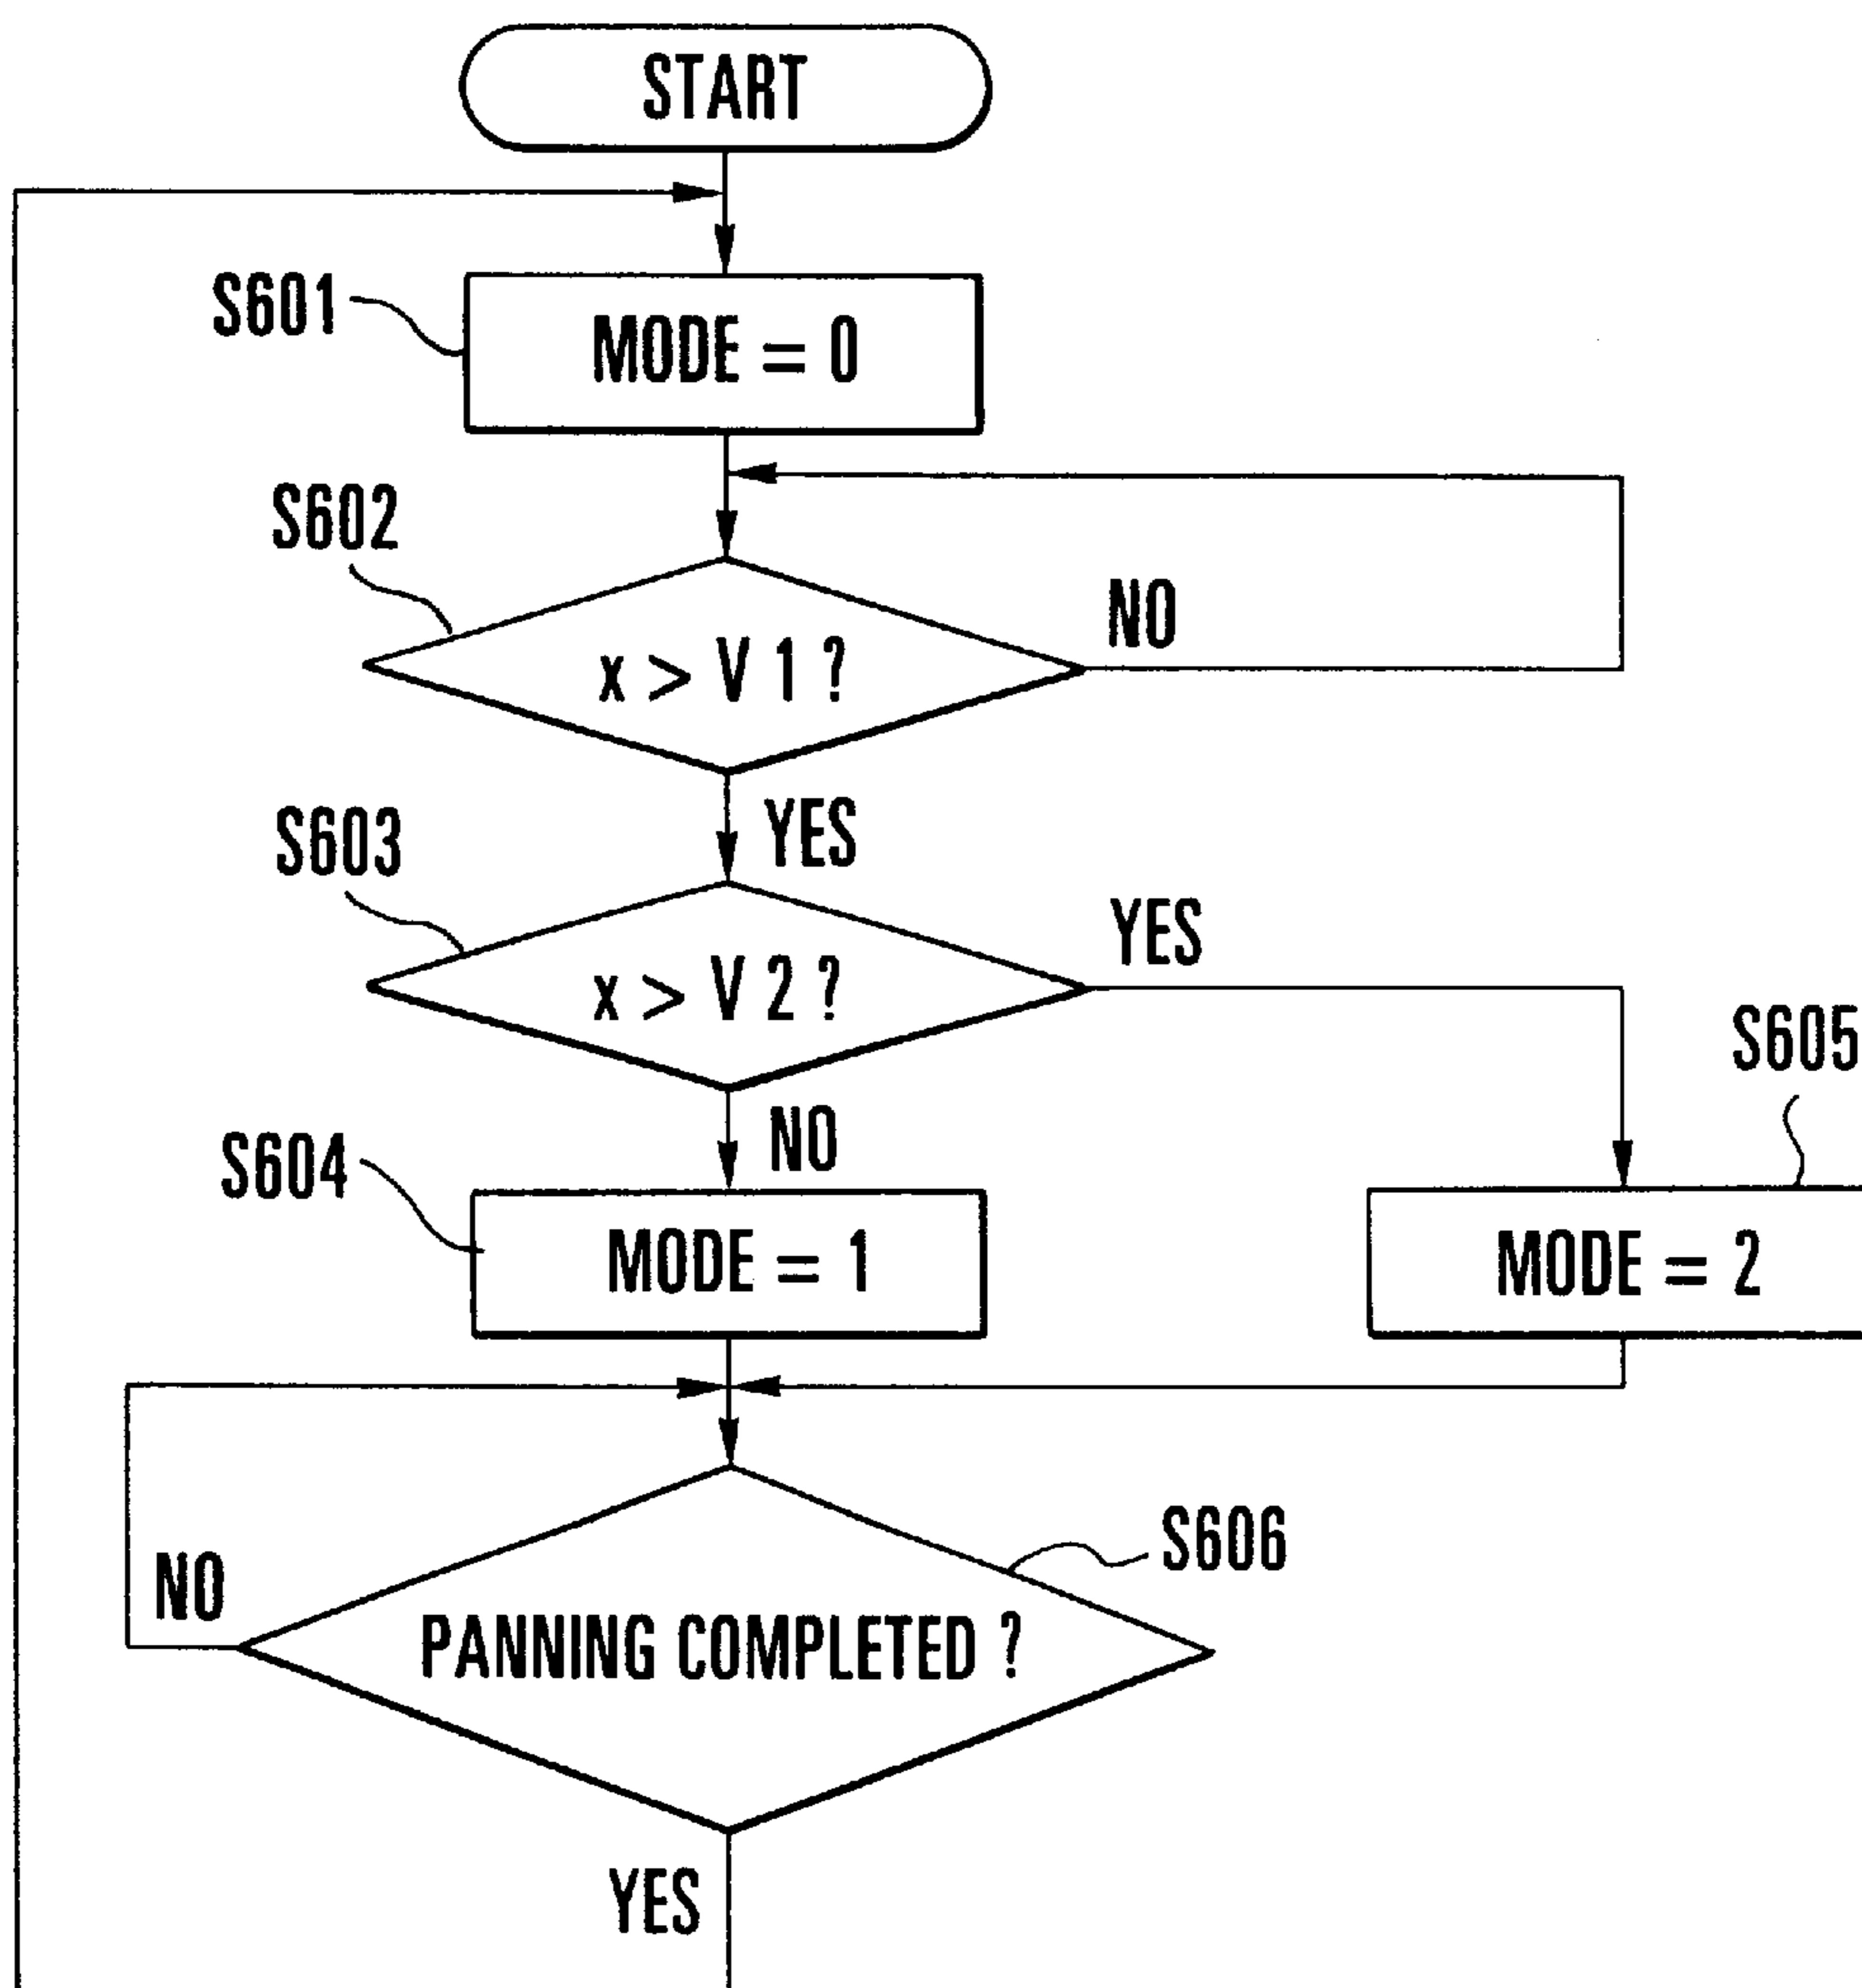 START
S601
MODE = 0
S602
NO
x > V 1 ?
YES
S603
YES
x > V 2 ?
S605
NO
S604
MODE = 1
MODE = 2
S606
NO
PANNING COMPLETED ?
YES